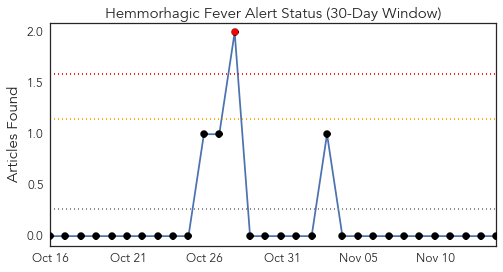 Hemmorhagic Fever Alert Status (30-Day Window)
Articles Found
2.0
1.5
1.0
0.5
0.0
Oct 16 Oct 21 Oct 26 Oct 31 Nov 05 Nov 10